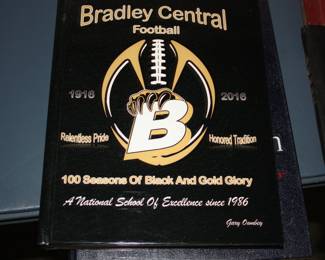 Bradley Central
Football
1916 2016
B
Relentless Pride Honored Tradition
100 Seasons Of Black And Gold Glory
A National School Of Excellence since 1986
Gary Ownbey